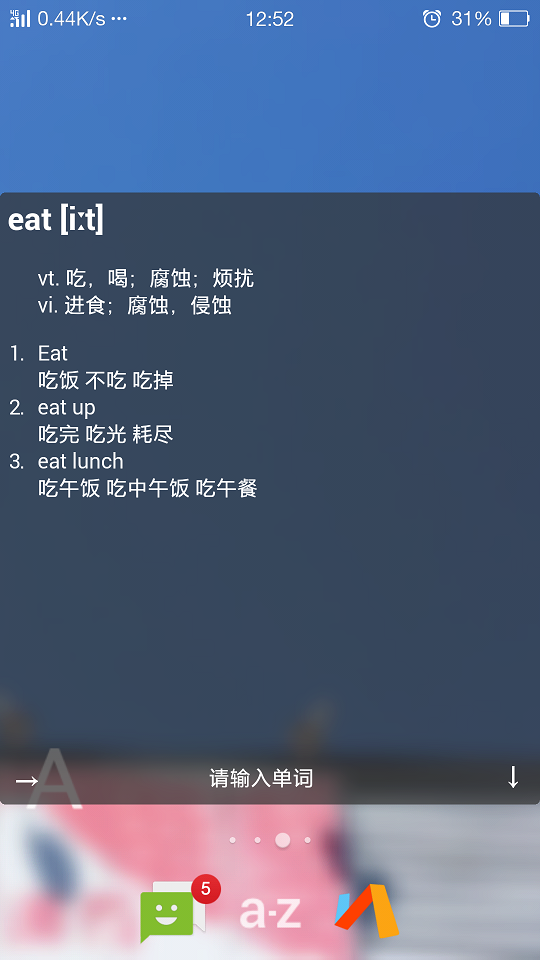 4G 0.44K/s ··· 12:52 31%
eat [i:t]
vt. 吃，喝；腐蚀；烦扰
vi. 进食；腐蚀，侵蚀
1. Eat
吃饭 不吃 吃掉
2. eat up
吃完 吃光 耗尽
3. eat lunch
吃午饭 吃中午饭 吃午餐
A
→ 请输入单词 ↓
5
a-z